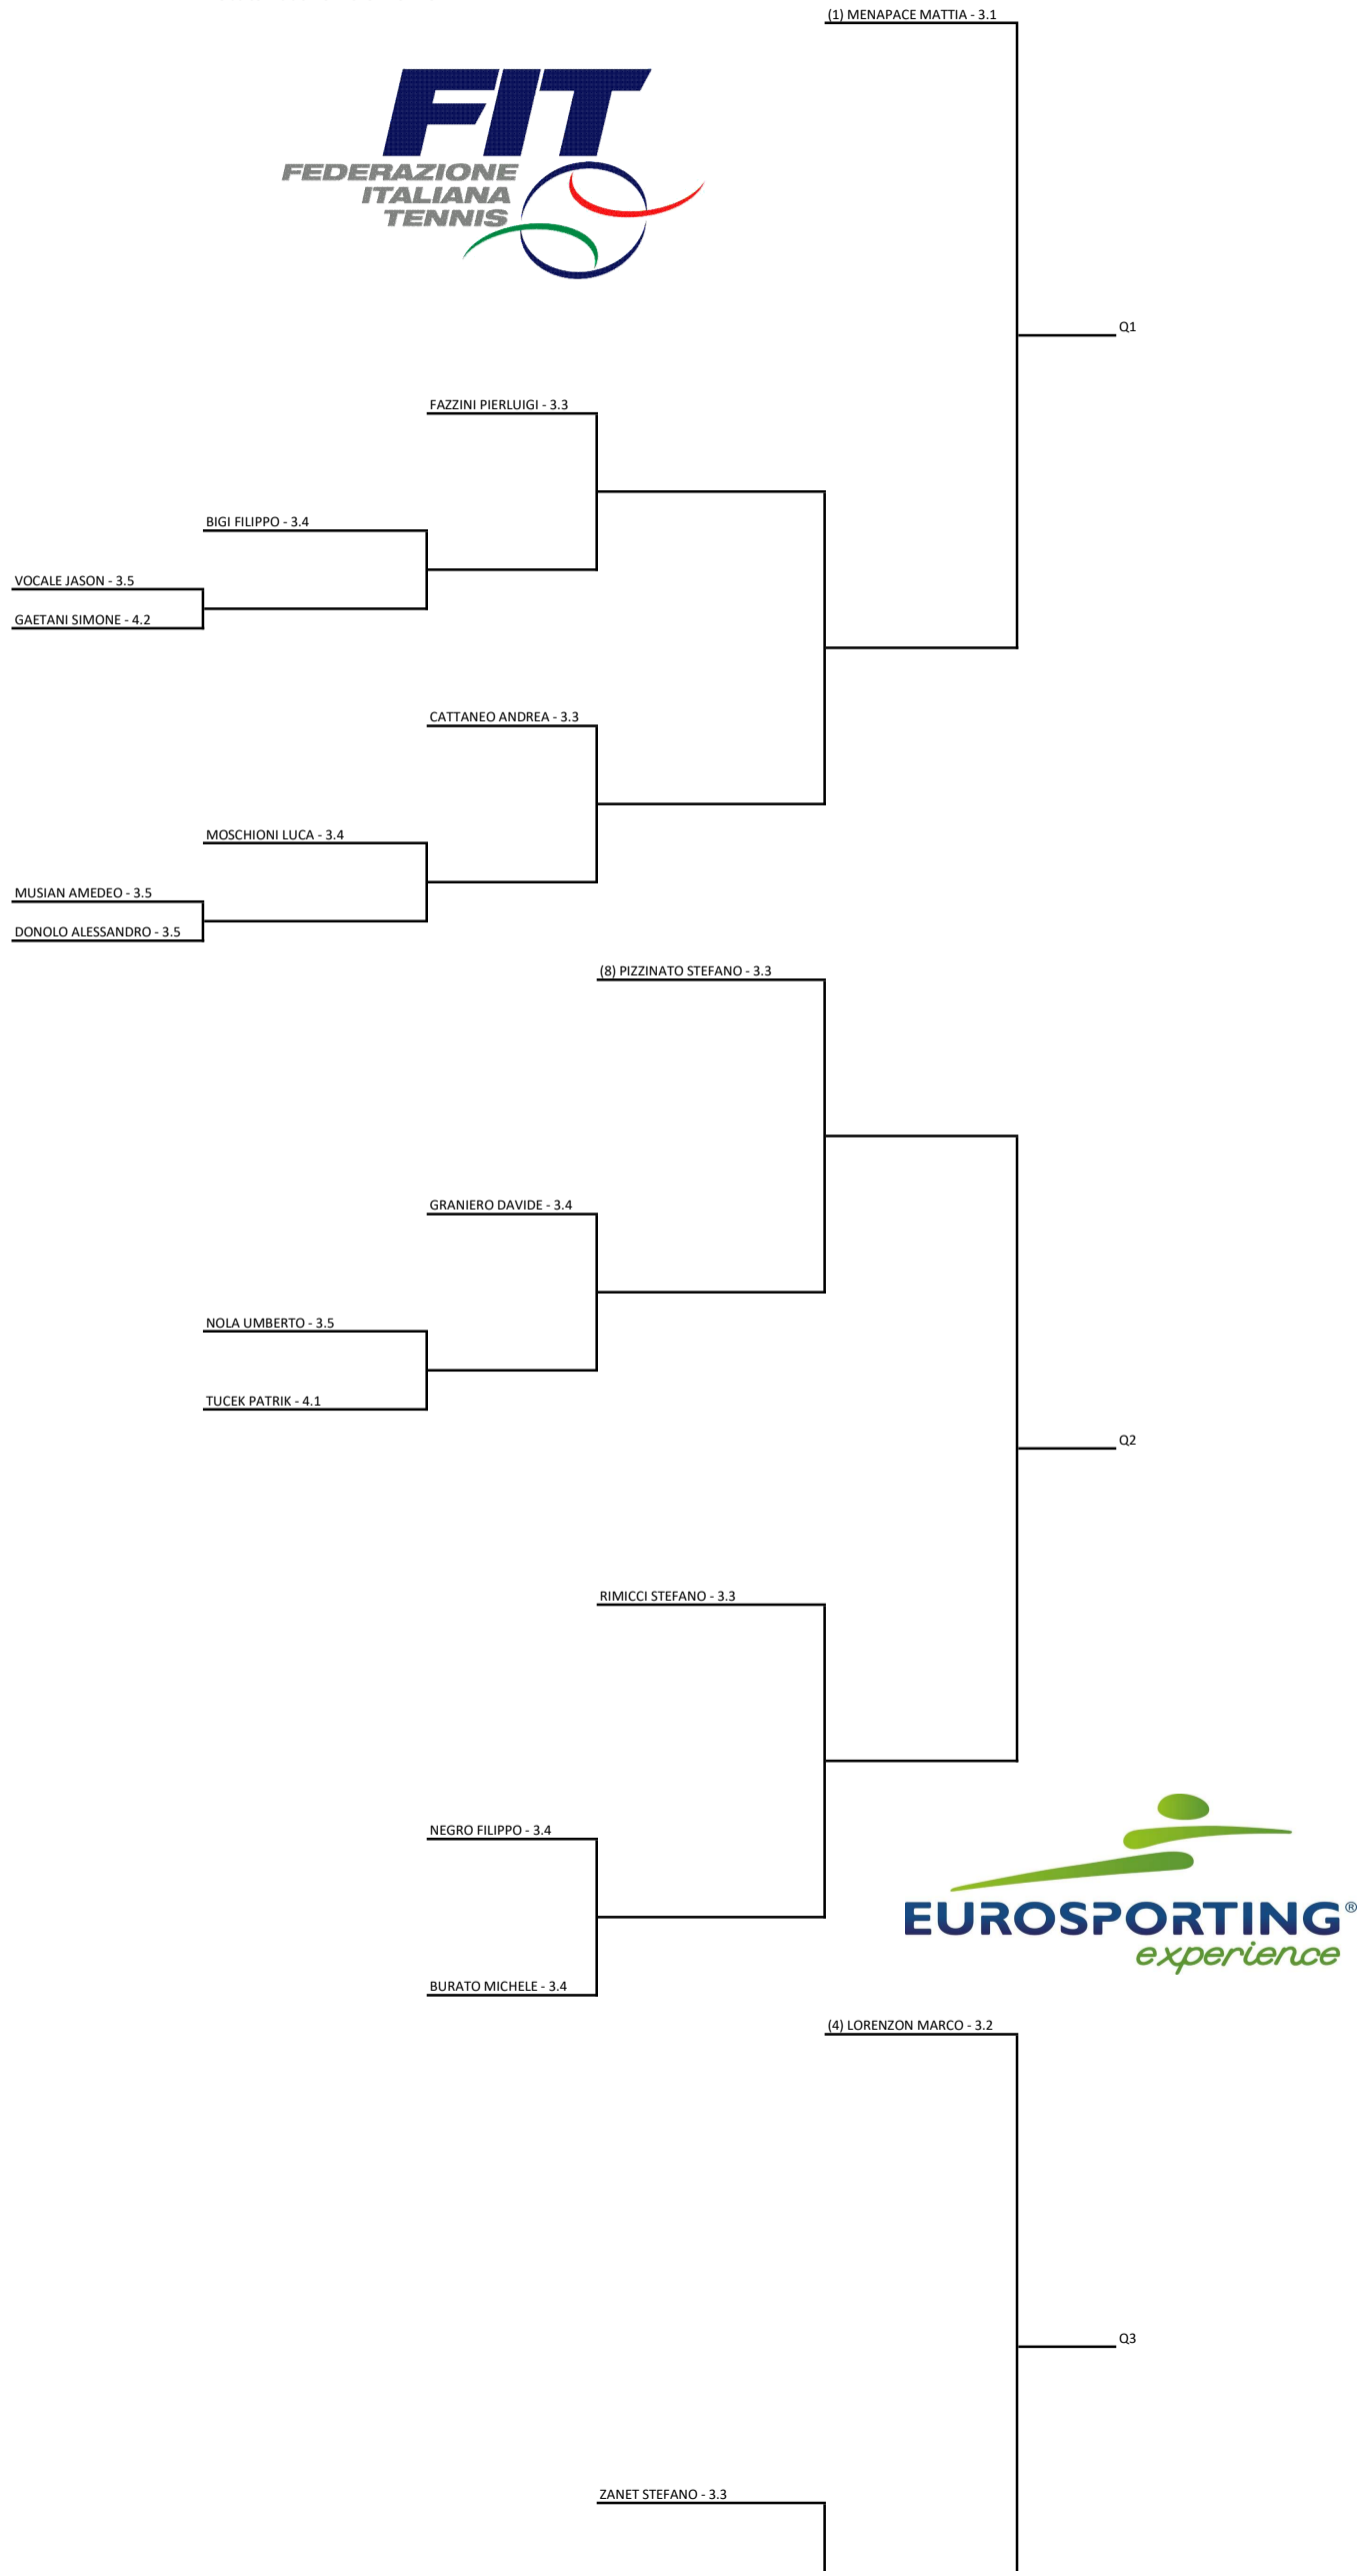 (1) MENAPACE MATTIA - 3.1
FIT
FEDERAZIONE
ITALIANA
TENNIS
Q1
FAZZINI PIERLUIGI - 3.3
BIGI FILIPPO - 3.4
VOCALE JASON - 3.5
GAETANI SIMONE - 4.2
CATTANEO ANDREA - 3.3
MOSCHIONI LUCA - 3.4
MUSIAN AMEDEO - 3.5
DONOLO ALESSANDRO - 3.5
(8) PIZZINATO STEFANO - 3.3
GRANIERO DAVIDE - 3.4
NOLA UMBERTO - 3.5
TUCEK PATRIK - 4.1
Q2
RIMICCI STEFANO - 3.3
NEGRO FILIPPO - 3.4
EUROSPORTING®
experience
BURATO MICHELE - 3.4
(4) LORENZON MARCO - 3.2
Q3
ZANET STEFANO - 3.3